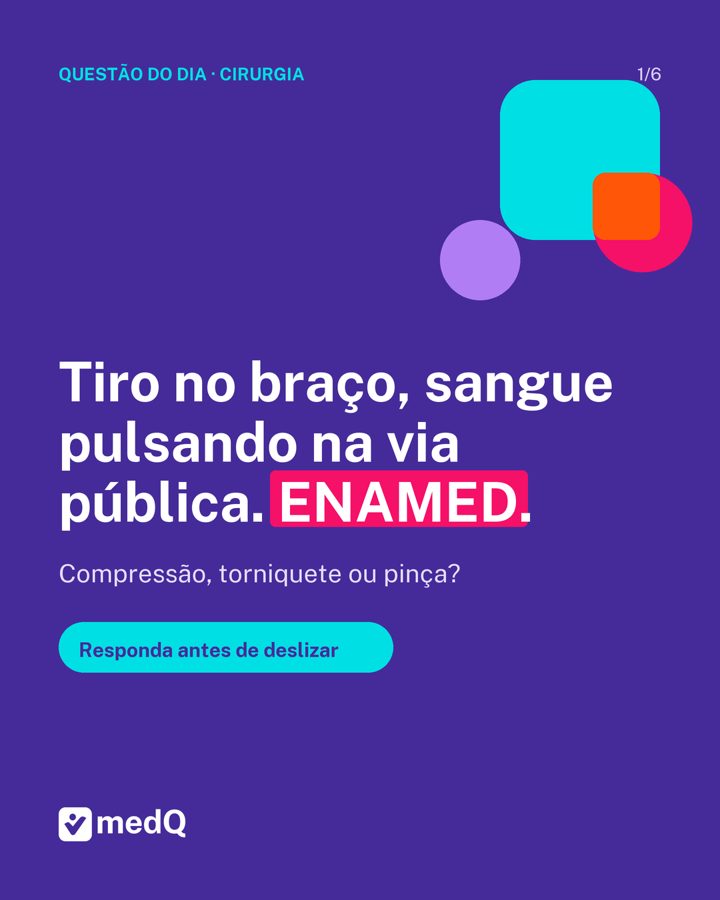 QUESTÃO DO DIA · CIRURGIA
1/6
Tiro no braço, sangue
pulsando na via
pública. ENAMED.
Compressão, torniquete ou pinça?
Responda antes de deslizar
medQ